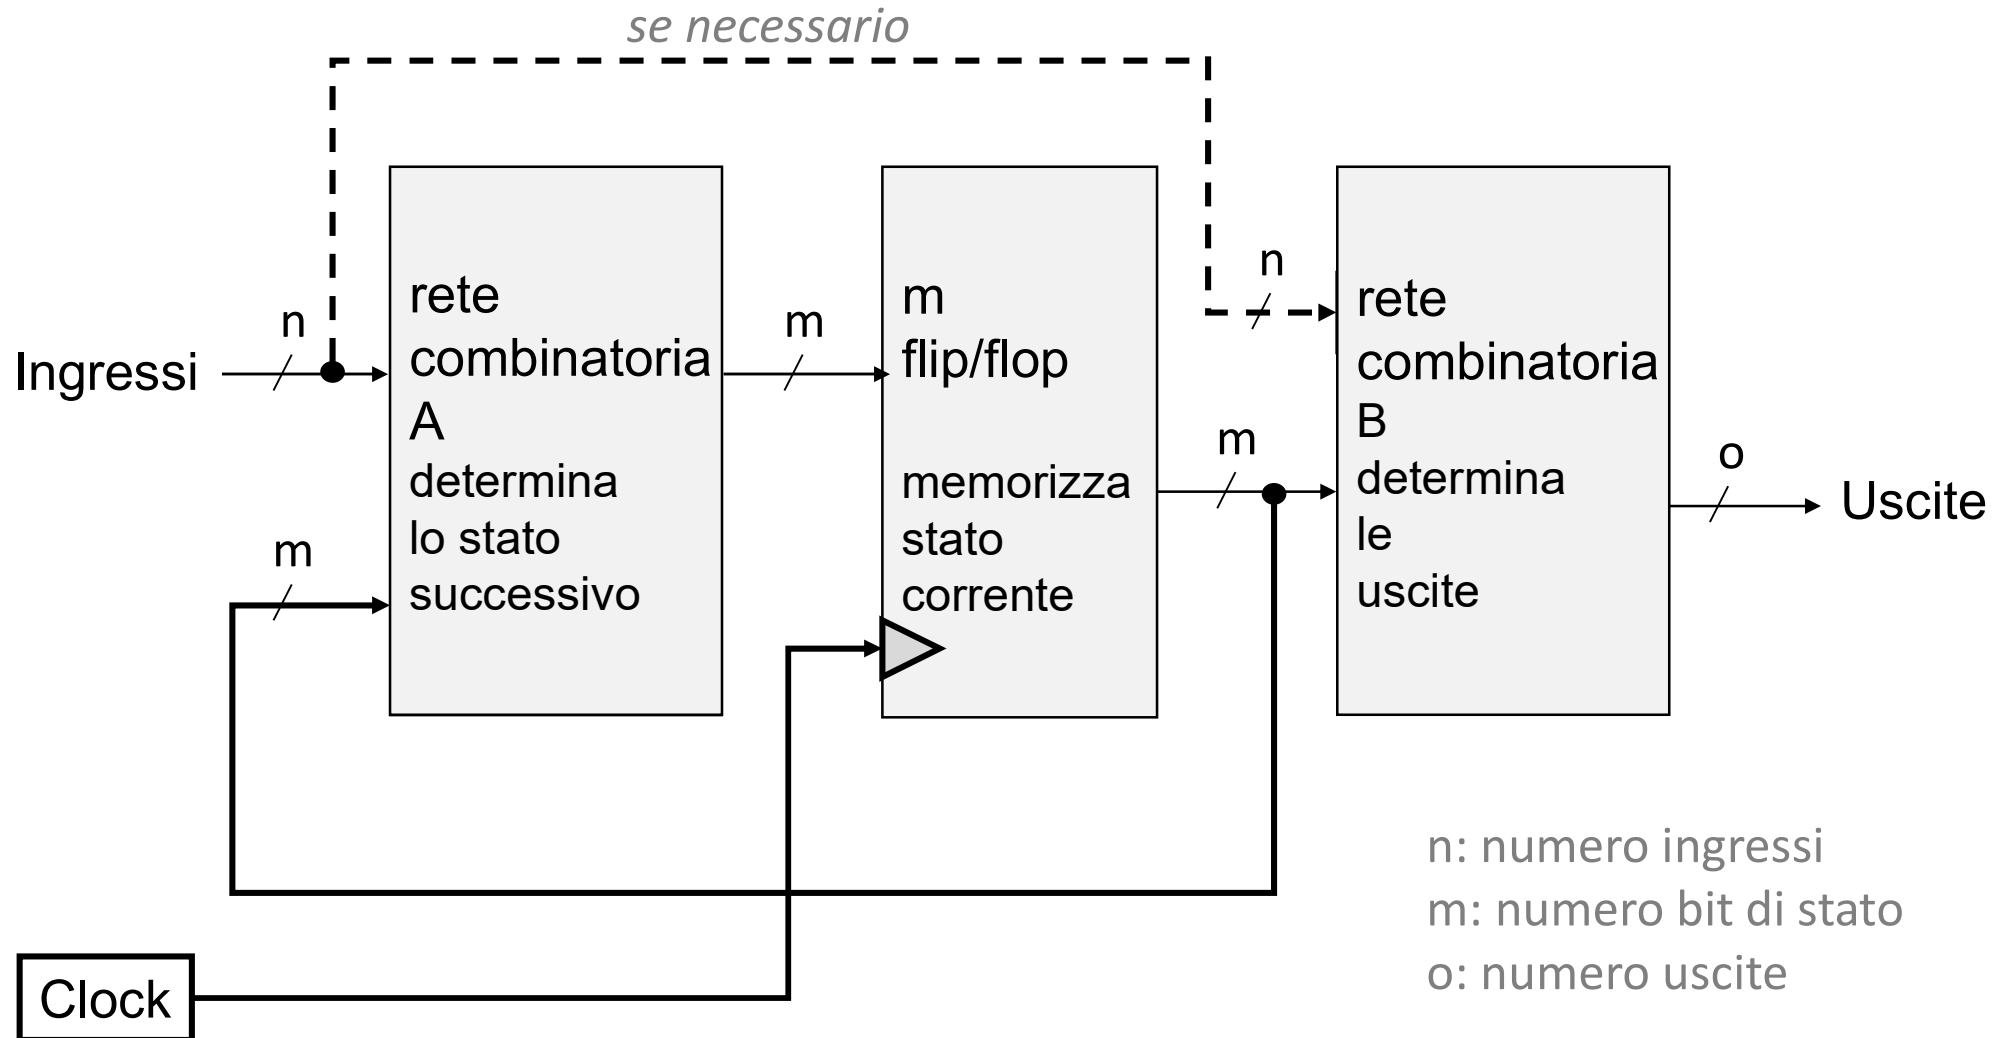 se necessario
Ingressi
n
m
rete
combinatoria
A
determina
lo stato
successivo
m
m
flip/flop
memorizza
stato
corrente
n
m
rete
combinatoria
B
determina
le
uscite
o
Uscite
Clock
n: numero ingressi
m: numero bit di stato
o: numero uscite